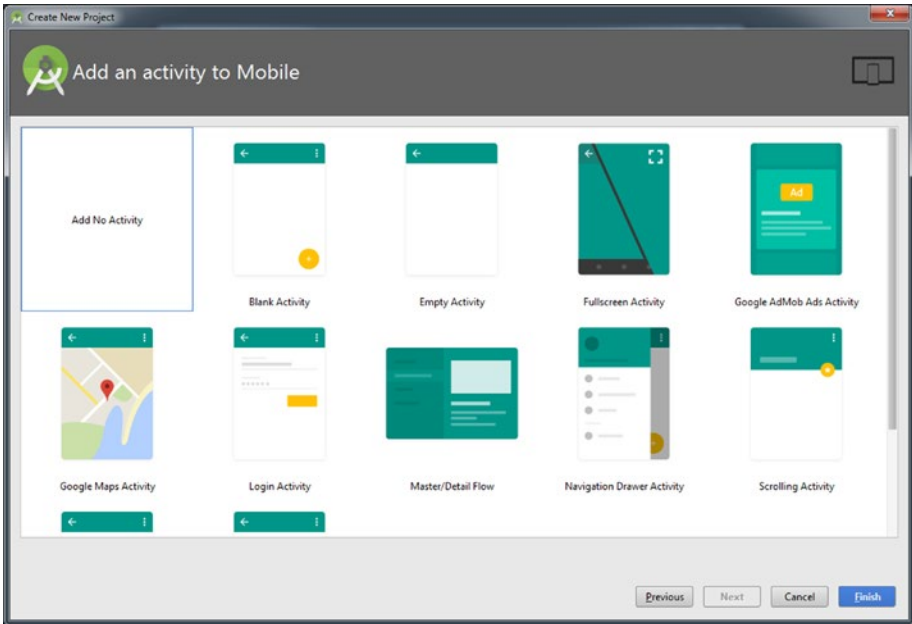 Create New Project
Add an activity to Mobile
Add No Activity
Ad
Blank Activity
Empty Activity
Fullscreen Activity
Google AdMob Ads Activity
Google Maps Activity
Login Activity
Master/Detail Flow
Navigation Drawer Activity
Scrolling Activity
Previous
Next
Cancel
Finish